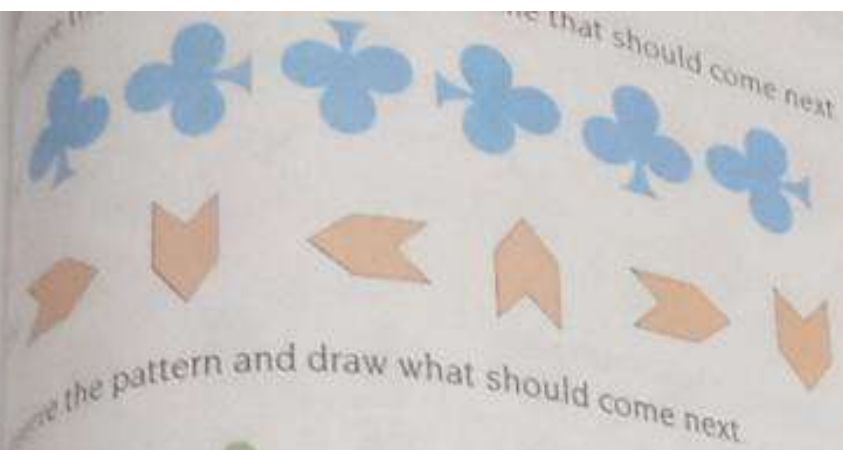 that should come next
the pattern and draw what should come next